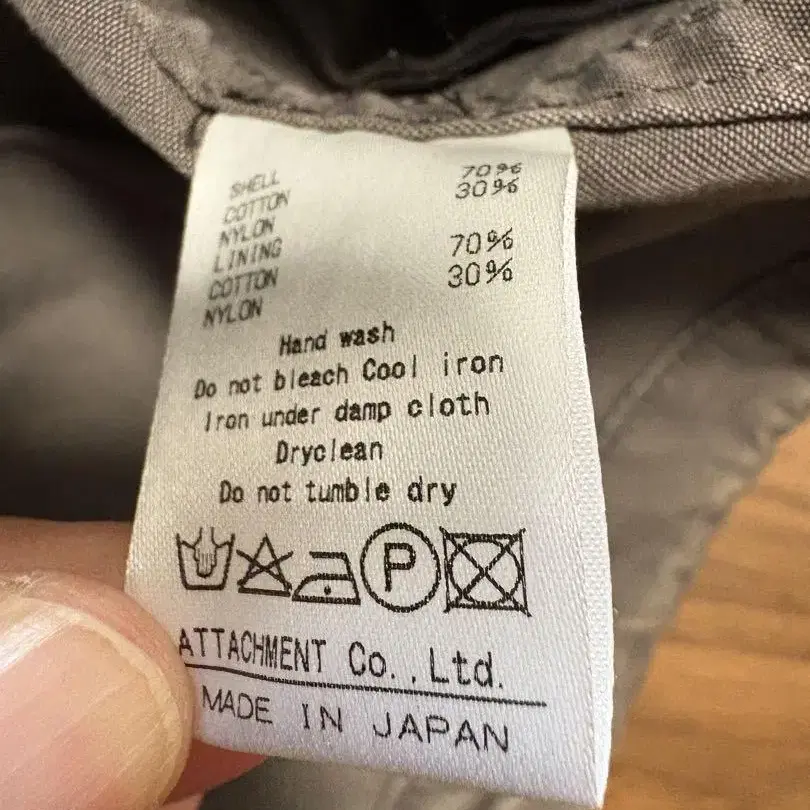 SHELL
COTTON 70%
NYLON 30%
LINING
COTTON 70%
NYLON 30%
Hand wash
Do not bleach Cool iron
Iron under damp cloth
Dryclean
Do not tumble dry
P
ATTACHMENT Co., Ltd.
MADE IN JAPAN